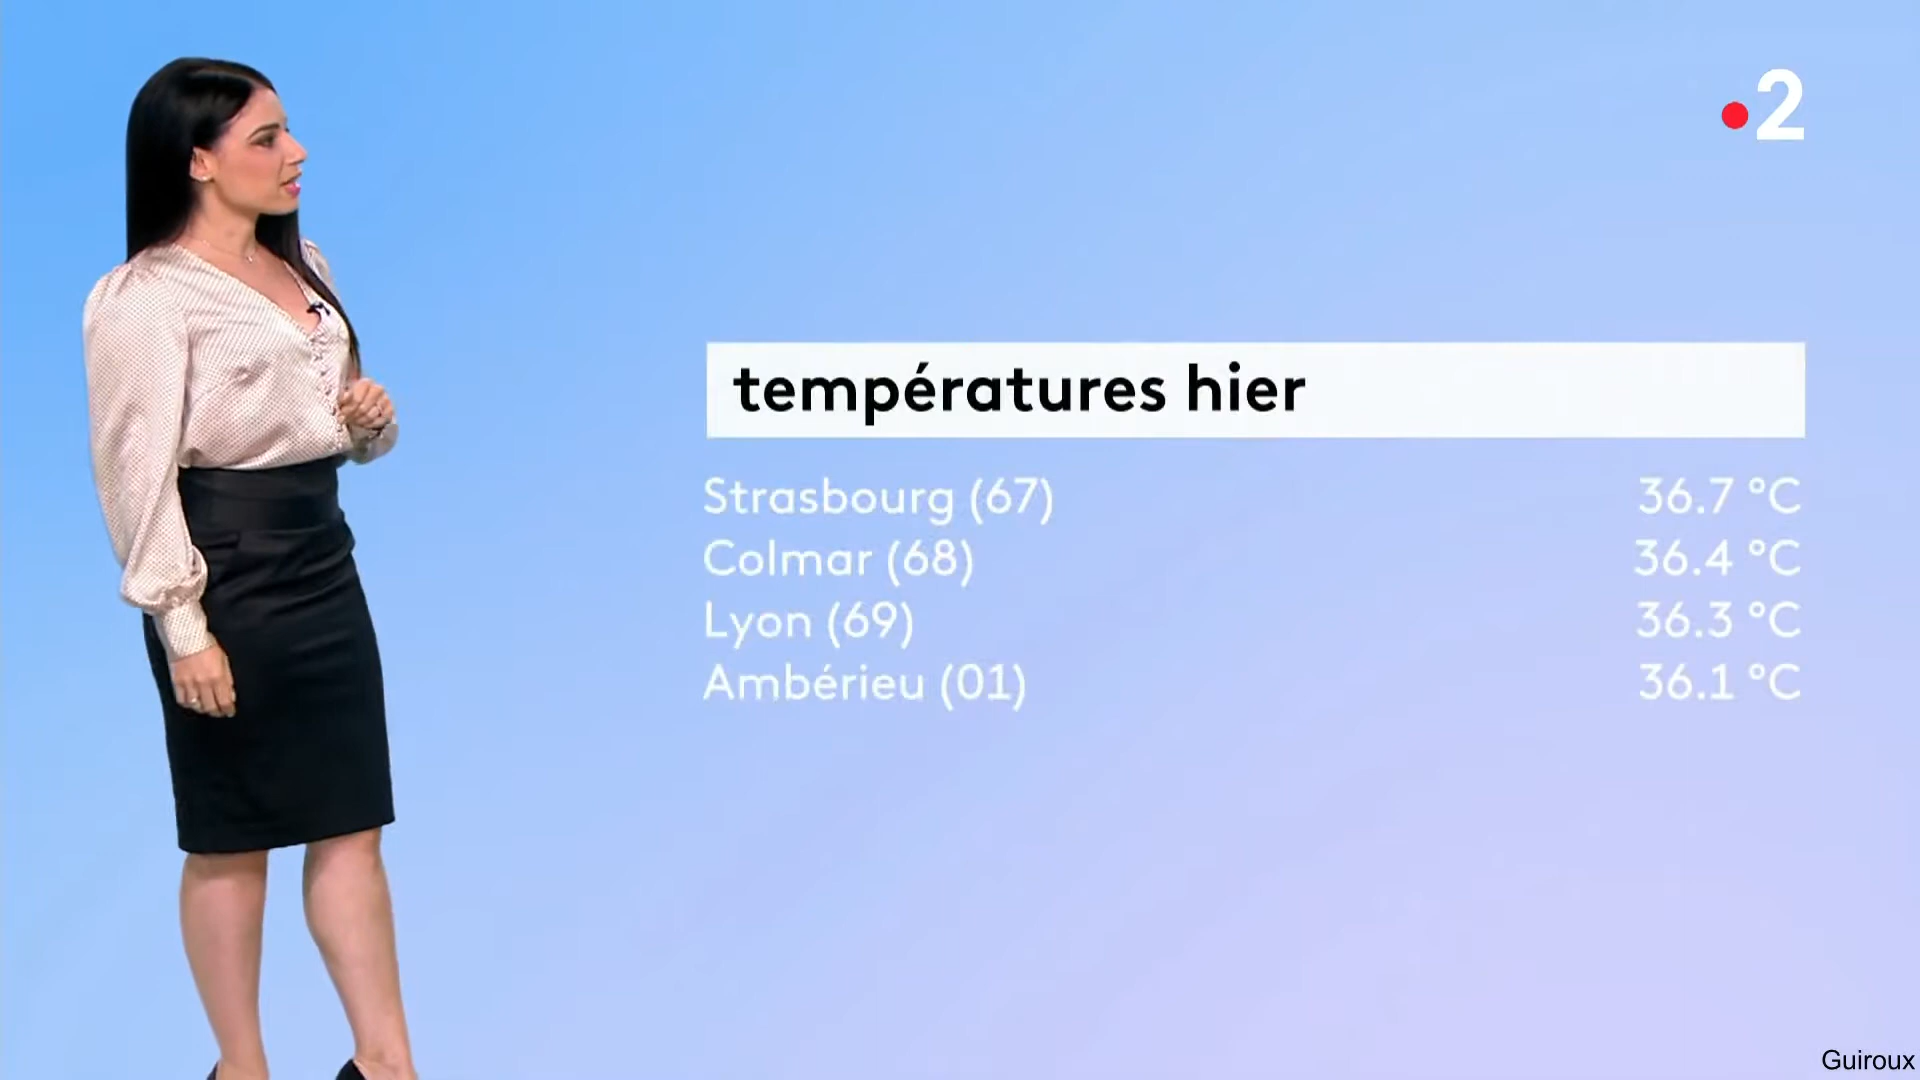 2
températures hier
Strasbourg (67) 36.7 °C
Colmar (68) 36.4 °C
Lyon (69) 36.3 °C
Ambérieu (01) 36.1 °C
Guiroux